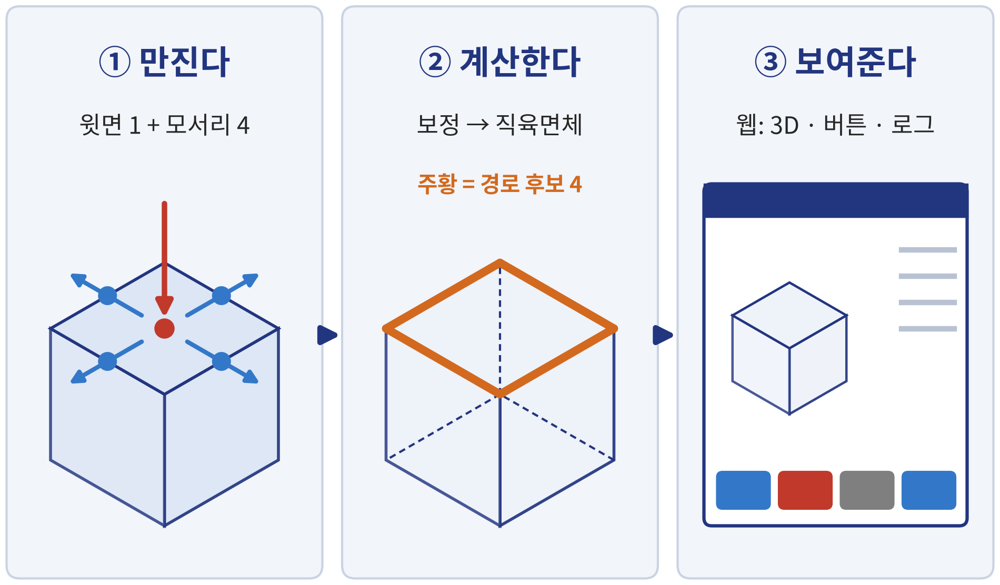 ① 만진다
윗면 1 + 모서리 4
② 계산한다
보정 → 직육면체
주황 = 경로 후보 4
③ 보여준다
웹: 3D · 버튼 · 로그